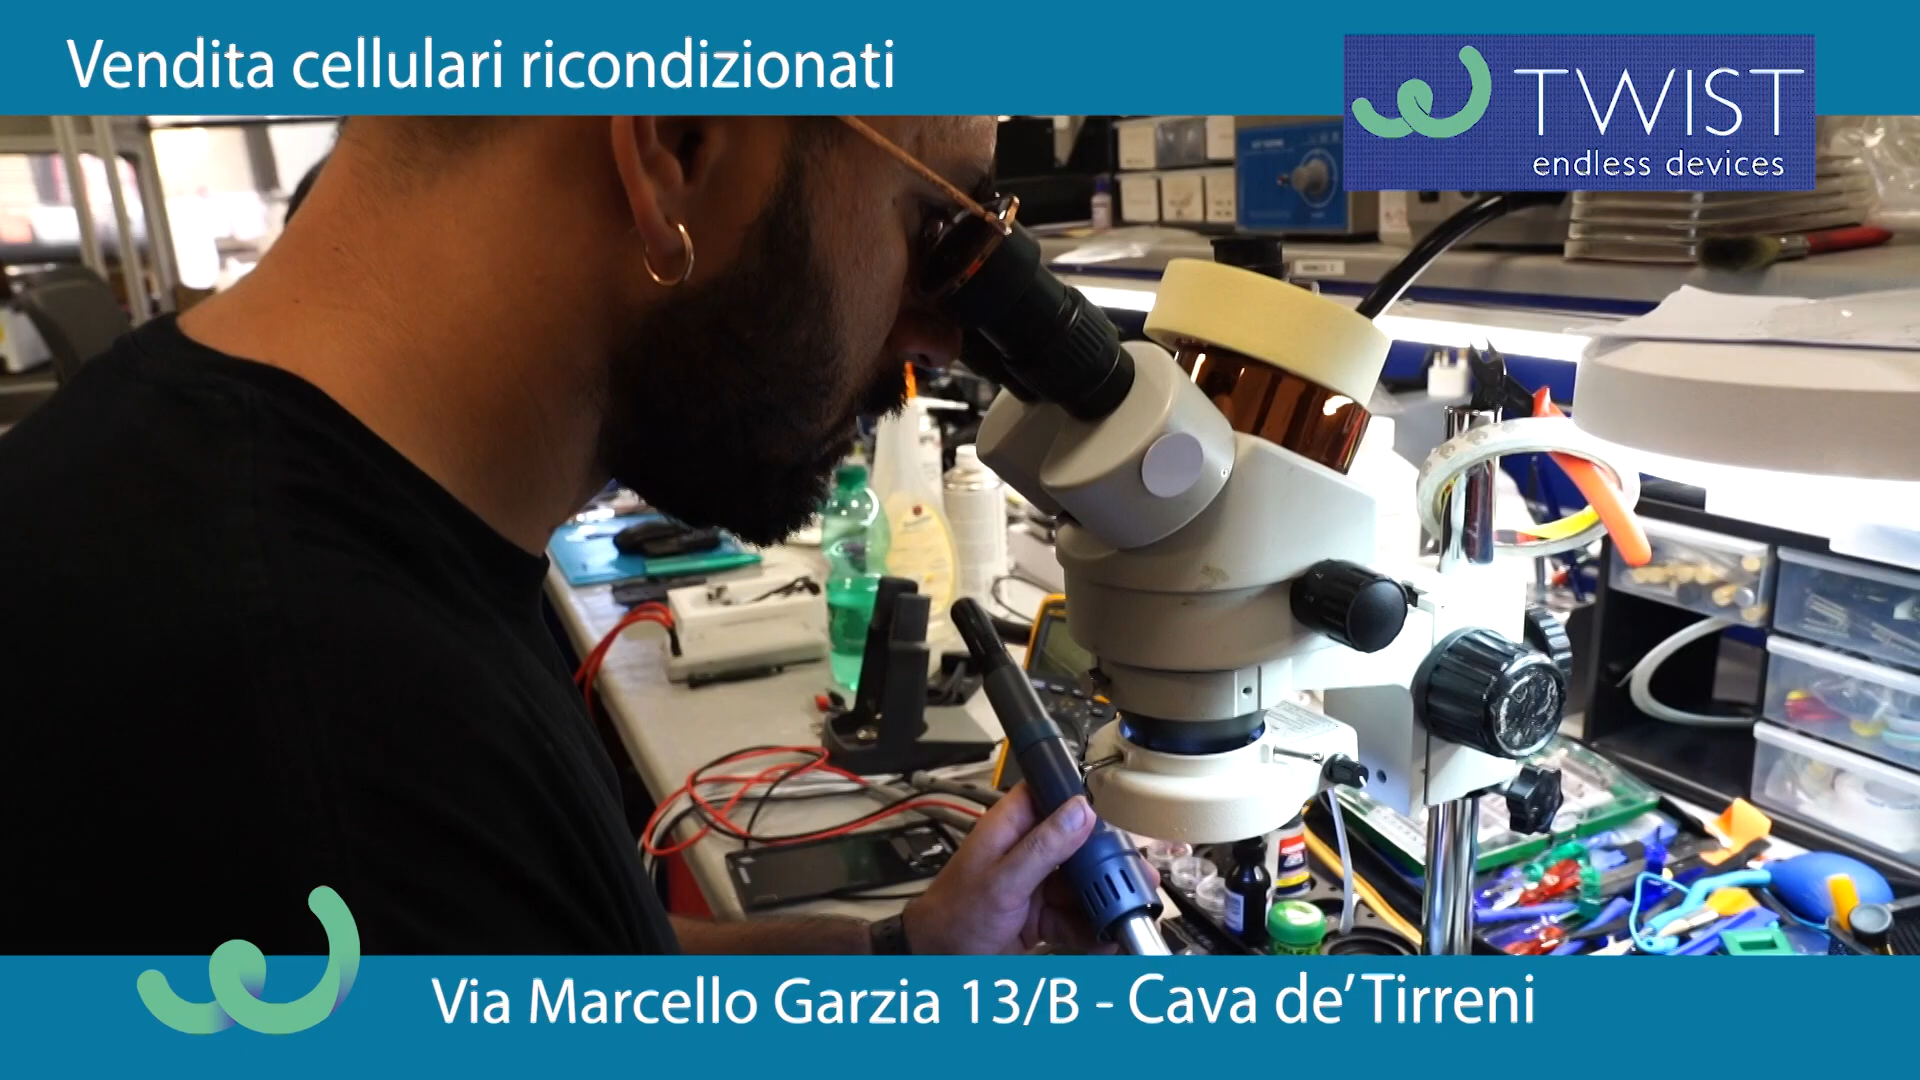 Vendita cellulari ricondizionati
TWIST
endless devices
Via Marcello Garzia 13/B - Cava de’ Tirreni